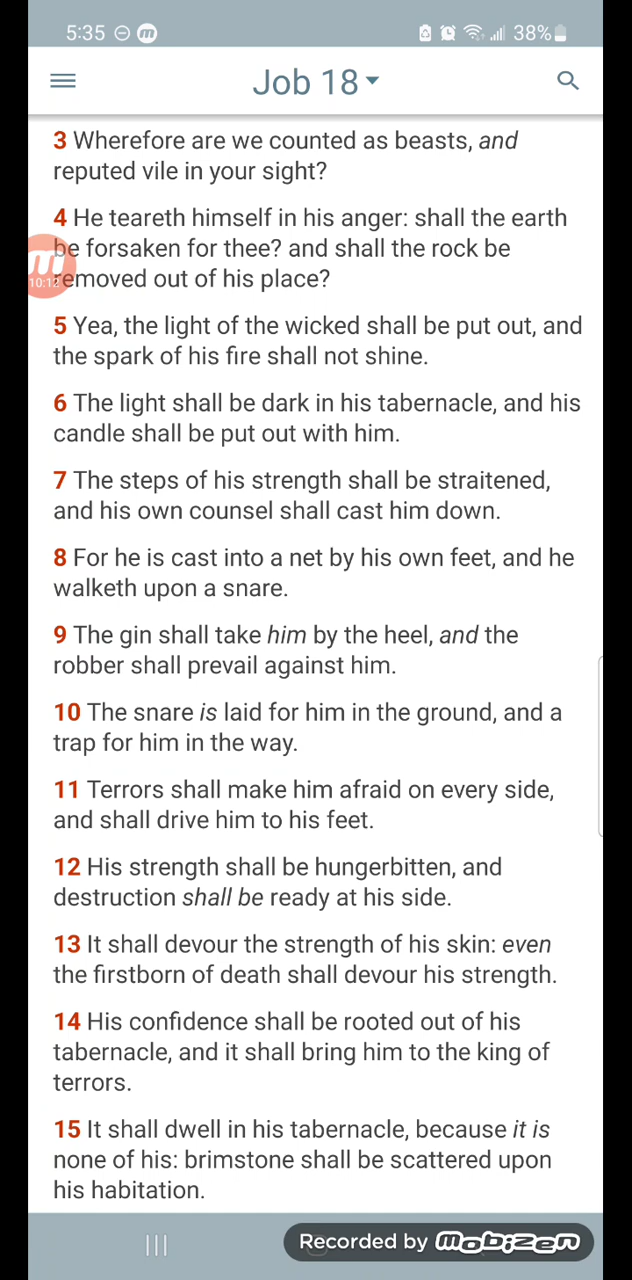 5:35 m 38%
Job 18
3 Wherefore are we counted as beasts, and
reputed vile in your sight?
4 He teareth himself in his anger: shall the earth
be forsaken for thee? and shall the rock be
removed out of his place?
m
10:12
5 Yea, the light of the wicked shall be put out, and
the spark of his fire shall not shine.
6 The light shall be dark in his tabernacle, and his
candle shall be put out with him.
7 The steps of his strength shall be straitened,
and his own counsel shall cast him down.
8 For he is cast into a net by his own feet, and he
walketh upon a snare.
9 The gin shall take him by the heel, and the
robber shall prevail against him.
10 The snare is laid for him in the ground, and a
trap for him in the way.
11 Terrors shall make him afraid on every side,
and shall drive him to his feet.
12 His strength shall be hungerbitten, and
destruction shall be ready at his side.
13 It shall devour the strength of his skin: even
the firstborn of death shall devour his strength.
14 His confidence shall be rooted out of his
tabernacle, and it shall bring him to the king of
terrors.
15 It shall dwell in his tabernacle, because it is
none of his: brimstone shall be scattered upon
his habitation.
Recorded by mobizen